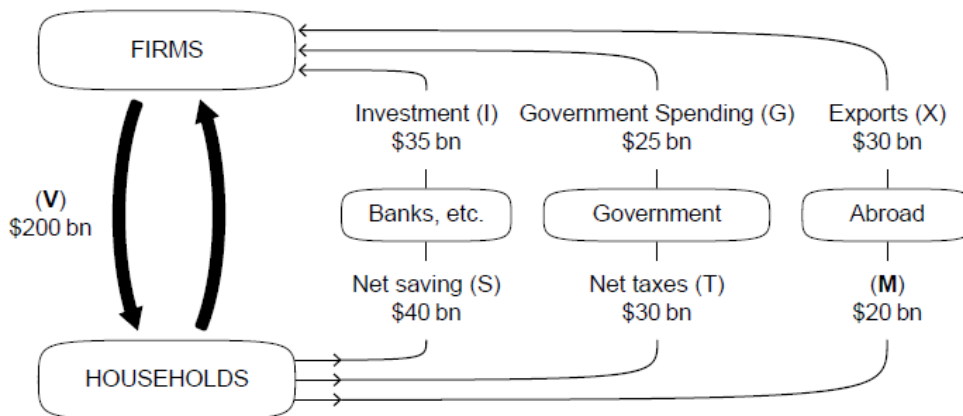 FIRMS
Investment (I)
$35 bn
Government Spending (G)
$25 bn
Exports (X)
$30 bn
(V)
$200 bn
Banks, etc.
Government
Abroad
Net saving (S)
$40 bn
Net taxes (T)
$30 bn
(M)
$20 bn
HOUSEHOLDS